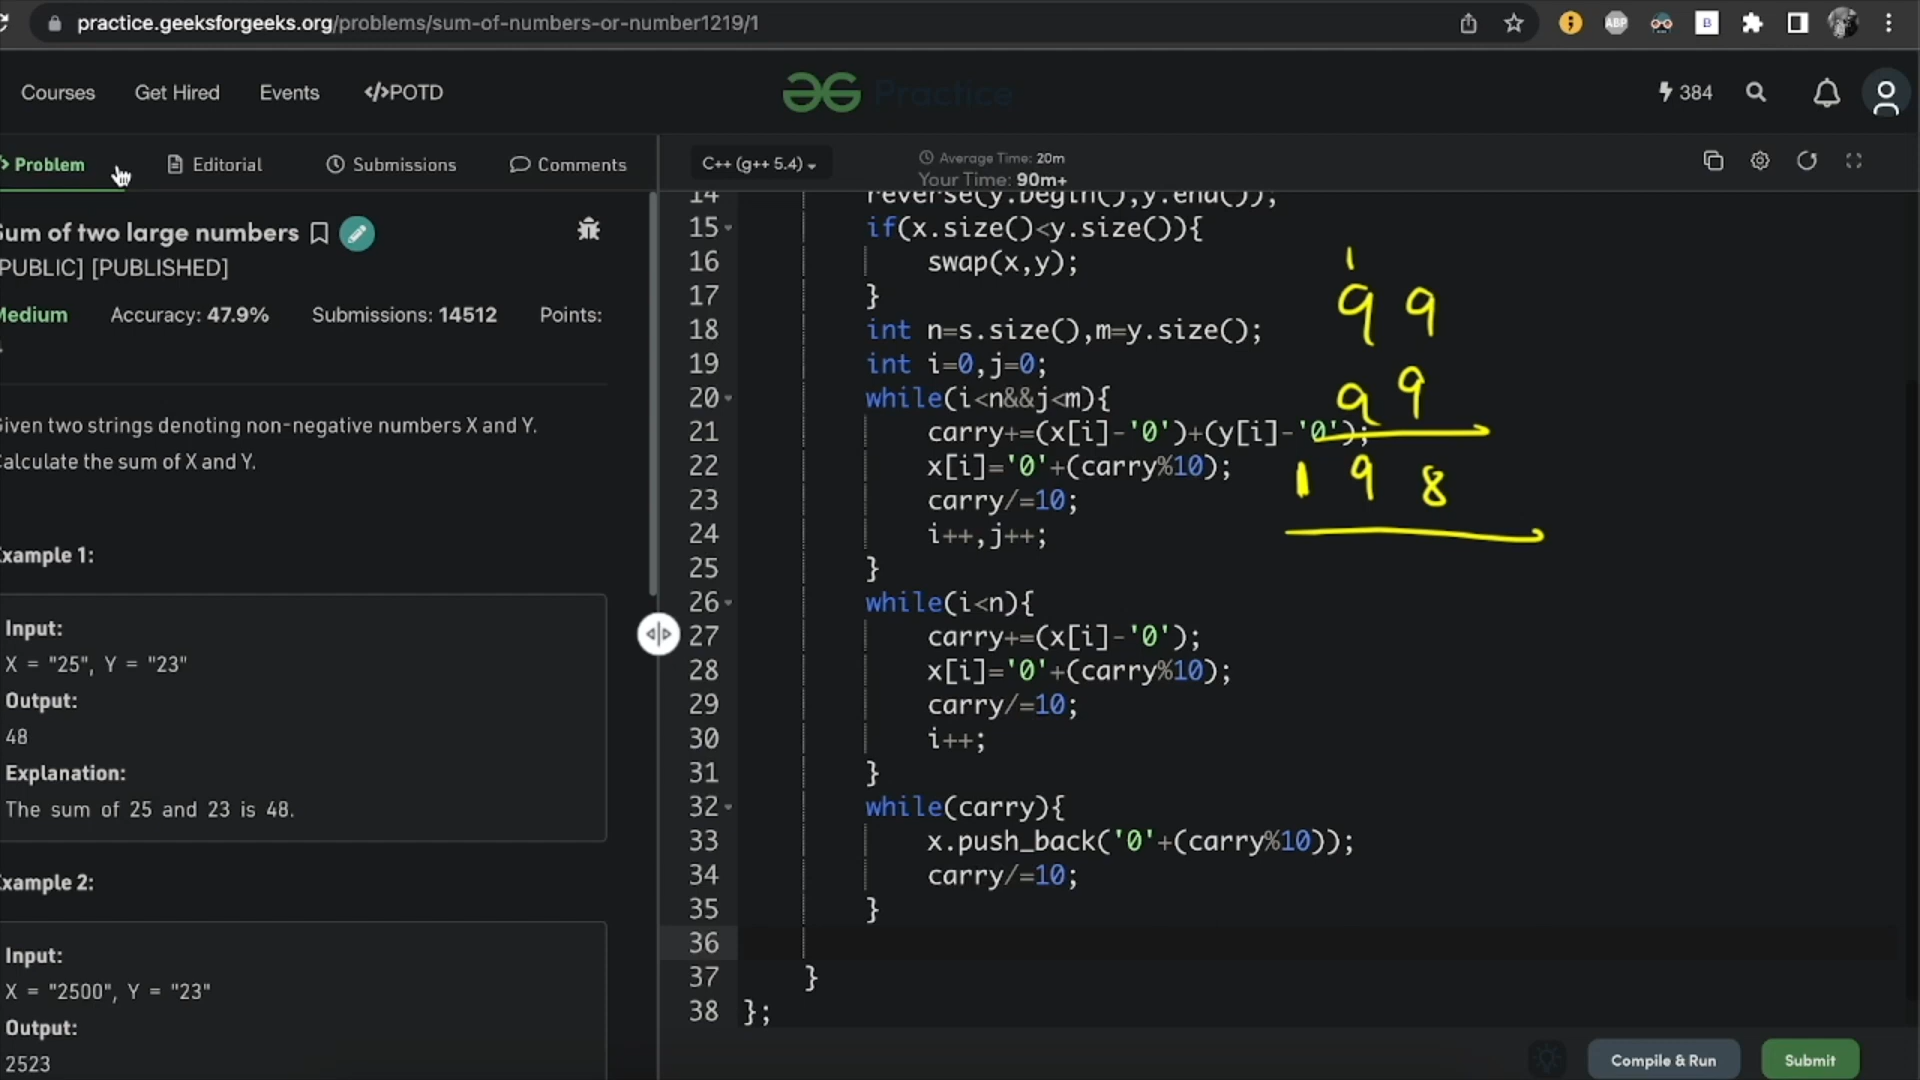 practice.geeksforgeeks.org/problems/sum-of-numbers-or-number1219/1
ABP
B
Courses
Get Hired
Events
</>POTD
Practice
384
Problem
Editorial
Submissions
Comments
C++ (g++ 5.4)
Average Time: 20m
Your Time: 90m+
Sum of two large numbers
[PUBLIC] [PUBLISHED]
Medium
Accuracy: 47.9%
Submissions: 14512
Points:
Given two strings denoting non-negative numbers X and Y.
Calculate the sum of X and Y.
Example 1:
Input:
X = "25", Y = "23"
Output:
48
Explanation:
The sum of 25 and 23 is 48.
Example 2:
Input:
X = "2500", Y = "23"
Output:
2523
14 reverse(y.begin(),y.end());
15 if(x.size()<y.size()){
16 swap(x,y);
17 }
18 int n=s.size(),m=y.size();
19 int i=0,j=0;
20 while(i<n&&j<m){
21 carry+=(x[i]-'0')+(y[i]-'0');
22 x[i]='0'+(carry%10);
23 carry/=10;
24 i++,j++;
25 }
26 while(i<n){
27 carry+=(x[i]-'0');
28 x[i]='0'+(carry%10);
29 carry/=10;
30 i++;
31 }
32 while(carry){
33 x.push_back('0'+(carry%10));
34 carry/=10;
35 }
36
37 }
38 };
1
9 9
9 9
1 9 8
Compile & Run
Submit